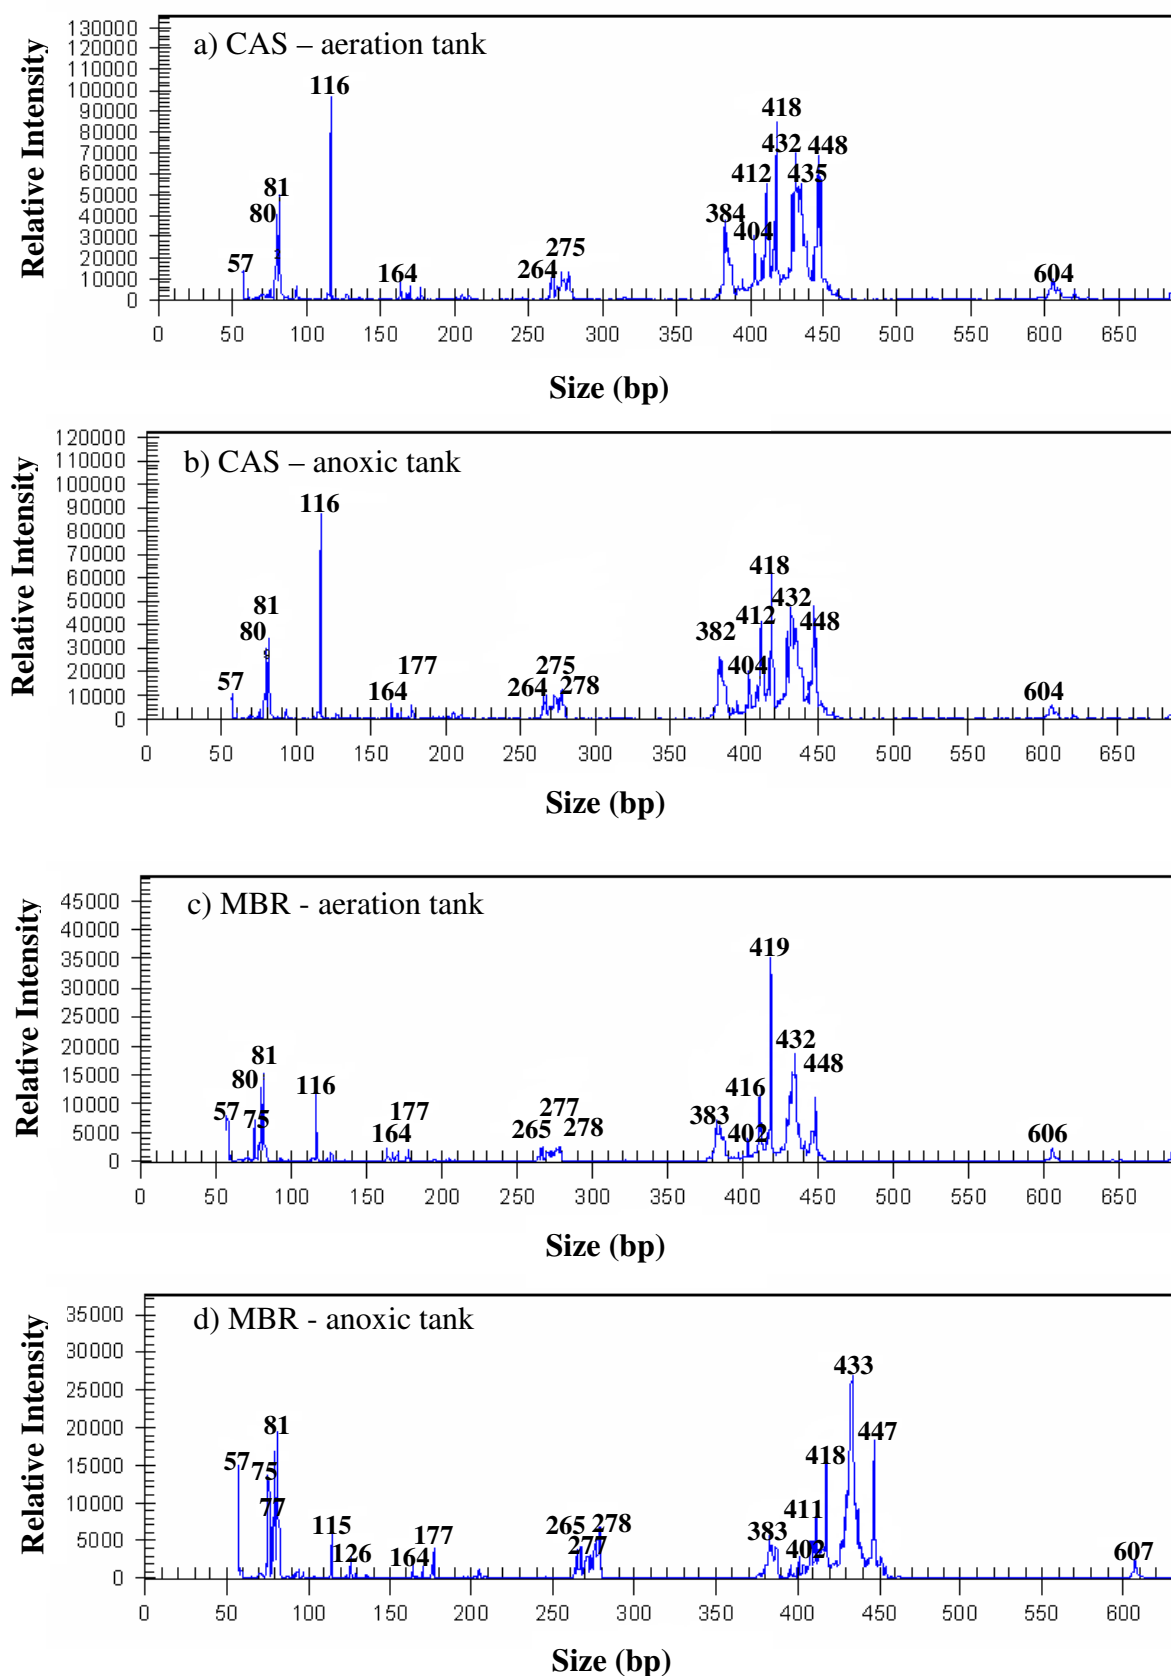 a) CAS – aeration tank
Relative Intensity
130000
120000
110000
100000
90000
80000
70000
60000
50000
40000
30000
20000
10000
0
57 80 81 116 164 264 275 384 404 412 418 432 435 448 604
0 50 100 150 200 250 300 350 400 450 500 550 600 650
Size (bp)
b) CAS – anoxic tank
Relative Intensity
120000
110000
100000
90000
80000
70000
60000
50000
40000
30000
20000
10000
0
57 80 81 116 164 177 264 275 278 382 404 412 418 432 448 604
0 50 100 150 200 250 300 350 400 450 500 550 600 650
Size (bp)
c) MBR - aeration tank
Relative Intensity
45000
40000
35000
30000
25000
20000
15000
10000
5000
0
57 75 80 81 116 164 177 265 277 278 383 402 416 419 432 448 606
0 50 100 150 200 250 300 350 400 450 500 550 600 650
Size (bp)
d) MBR - anoxic tank
Relative Intensity
35000
30000
25000
20000
15000
10000
5000
0
57 75 77 81 115 126 164 177 265 277 278 383 402 411 418 433 447 607
0 50 100 150 200 250 300 350 400 450 500 550 600
Size (bp)